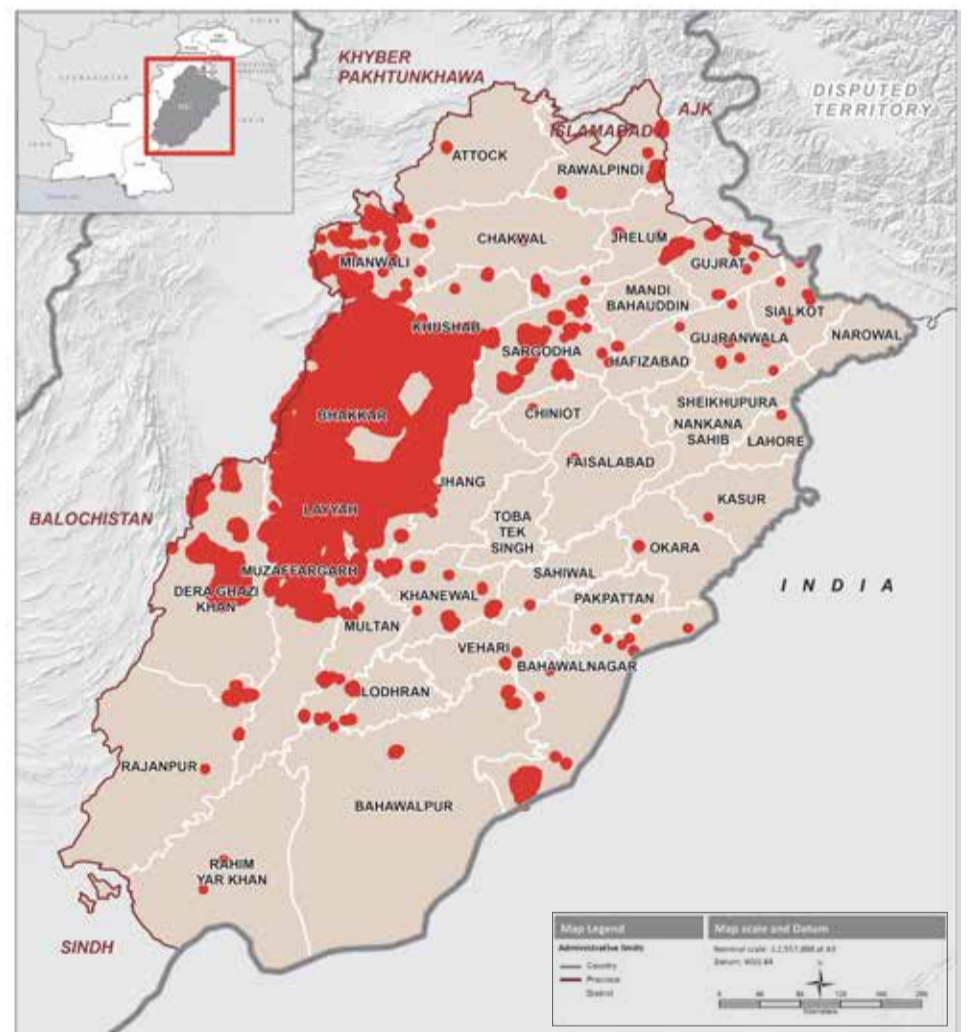 KHYBER
PAKHTUNKHAWA
AJK
DISPUTED
TERRITORY
ISLAMABAD
ATTOCK
RAWALPINDI
CHAKWAL
JHELUM
MIANWALI
GUJRAT
MANDI
BAHAUDDIN
SIALKOT
KHUSHAB
SARGODHA
GUJRANWALA
NAROWAL
HAFIZABAD
SHEIKHUPURA
BHAKKAR
CHINIOT
NANKANA
SAHIB
LAHORE
FAISALABAD
JHANG
KASUR
BALOCHISTAN
LAYYAH
TOBA
TEK
SINGH
OKARA
MUZAFFARGARH
SAHIWAL
DERA GHAZI
KHAN
KHANEWAL
PAKPATTAN
INDIA
MULTAN
VEHARI
BAHAWALNAGAR
LODHRAN
RAJANPUR
BAHAWALPUR
RAHIM
YAR KHAN
SINDH
Map Legend
Administrative limits
Country
Province
District
Map scale and Datum
Kilometers